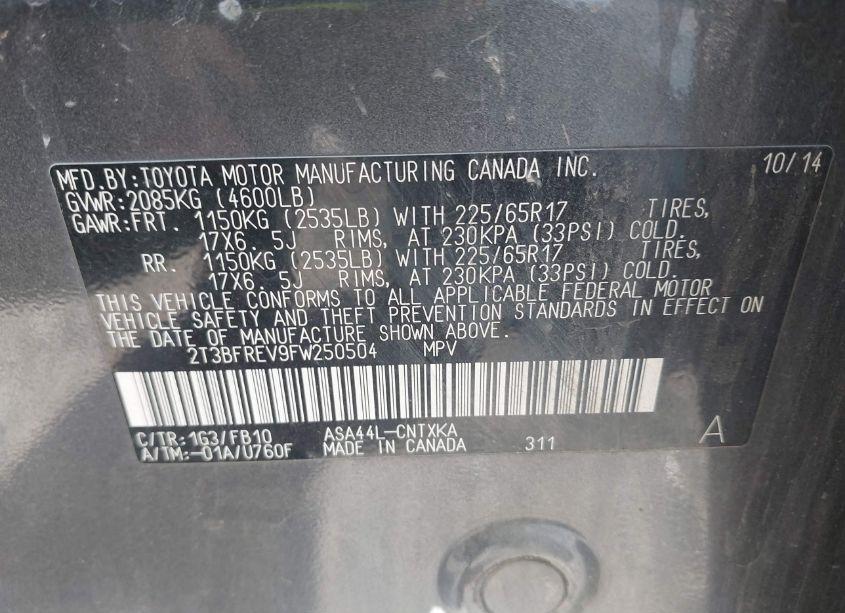 MFD.BY:TOYOTA MOTOR MANUFACTURING CANADA INC. 10/14
GVWR:2085KG (4600LB)
GAWR:FRT. 1150KG (2535LB) WITH 225/65R17 TIRES,
17X6. 5J RIMS, AT 230KPA (33PSI) COLD.
RR. 1150KG (2535LB) WITH 225/65R17 TIRES,
17X6. 5J RIMS, AT 230KPA (33PSI) COLD.
THIS VEHICLE CONFORMS TO ALL APPLICABLE FEDERAL MOTOR
VEHICLE SAFETY AND THEFT PREVENTION STANDARDS IN EFFECT ON
THE DATE OF MANUFACTURE SHOWN ABOVE.
2T3BFREV9FW250504 MPV
C/TR:1G3/FB10 ASA44L-CNTXKA
A/TM:-01A/U760F MADE IN CANADA 311 A